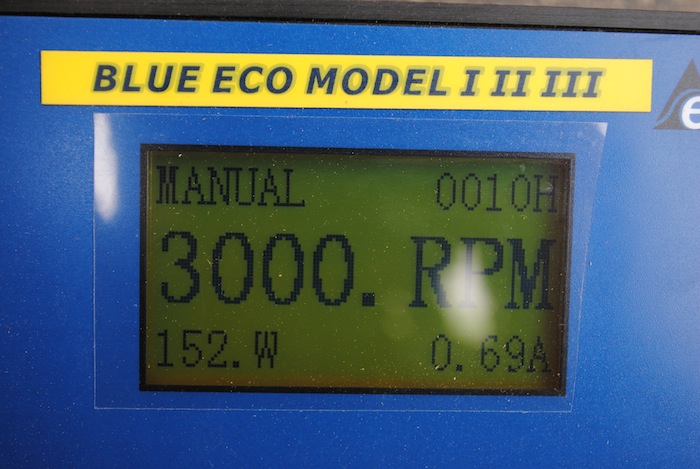 BLUE ECO MODEL I II III
e
MANUAL 0010H
3000. RPM
152.W 0.69A